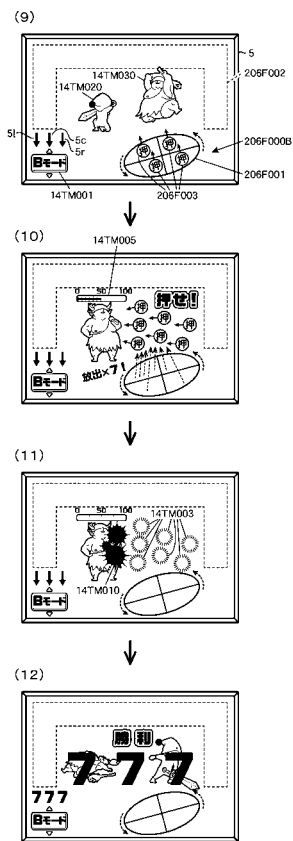 (9)
5
14TM030
14TM020
206F002
5l
5c
5r
206F000B
Bモード
押 押 押 押
206F001
14TM001
206F003
(10)
14TM005
0 50 100
押せ!
押 押
押 押 押
押 押
放出×7!
Bモード
(11)
0 50 100
14TM003
14TM010
Bモード
(12)
勝利
777
777
Bモード